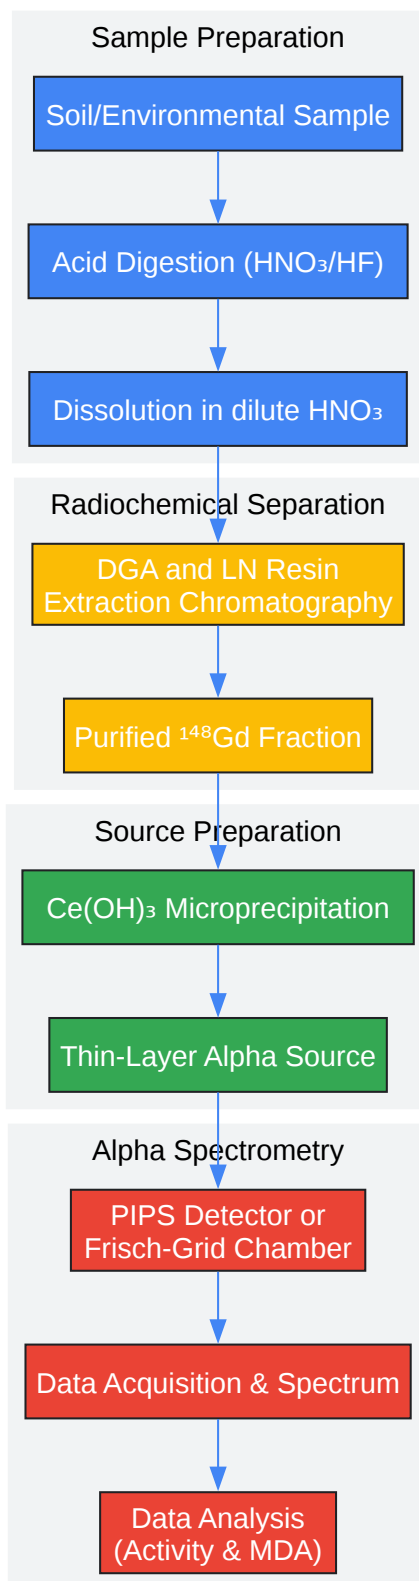 Sample Preparation
Soil/Environmental Sample
Acid Digestion (HNO₃/HF)
Dissolution in dilute HNO₃
Radiochemical Separation
DGA and LN Resin
Extraction Chromatography
Purified ¹⁴⁸Gd Fraction
Source Preparation
Ce(OH)₃ Microprecipitation
Thin-Layer Alpha Source
Alpha Spectrometry
PIPS Detector or
Frisch-Grid Chamber
Data Acquisition & Spectrum
Data Analysis
(Activity & MDA)